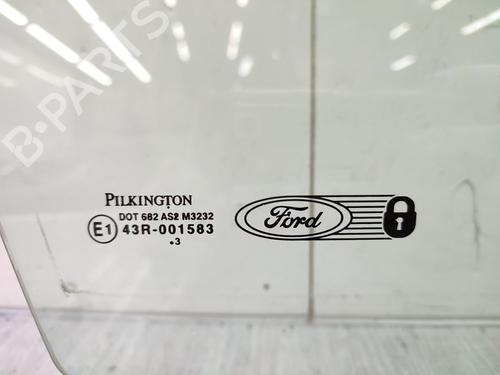 B-PARTS
PILKINGTON
DOT 682 AS2 M3232
E1 43R-001583
.3
Ford